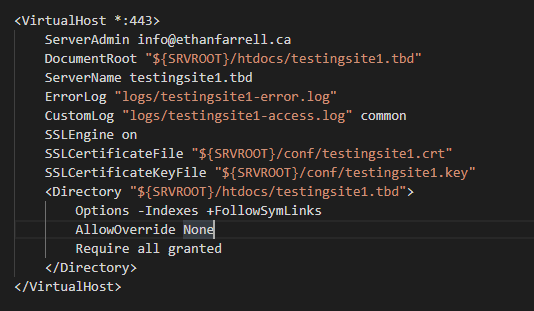 <VirtualHost *:443>
ServerAdmin info@ethanfarrell.ca
DocumentRoot "${SRVROOT}/htdocs/testingsite1.tbd"
ServerName testingsite1.tbd
ErrorLog "logs/testingsite1-error.log"
CustomLog "logs/testingsite1-access.log" common
SSLEngine on
SSLCertificateFile "${SRVROOT}/conf/testingsite1.crt"
SSLCertificateKeyFile "${SRVROOT}/conf/testingsite1.key"
<Directory "${SRVROOT}/htdocs/testingsite1.tbd">
Options -Indexes +FollowSymLinks
AllowOverride None
Require all granted
</Directory>
</VirtualHost>